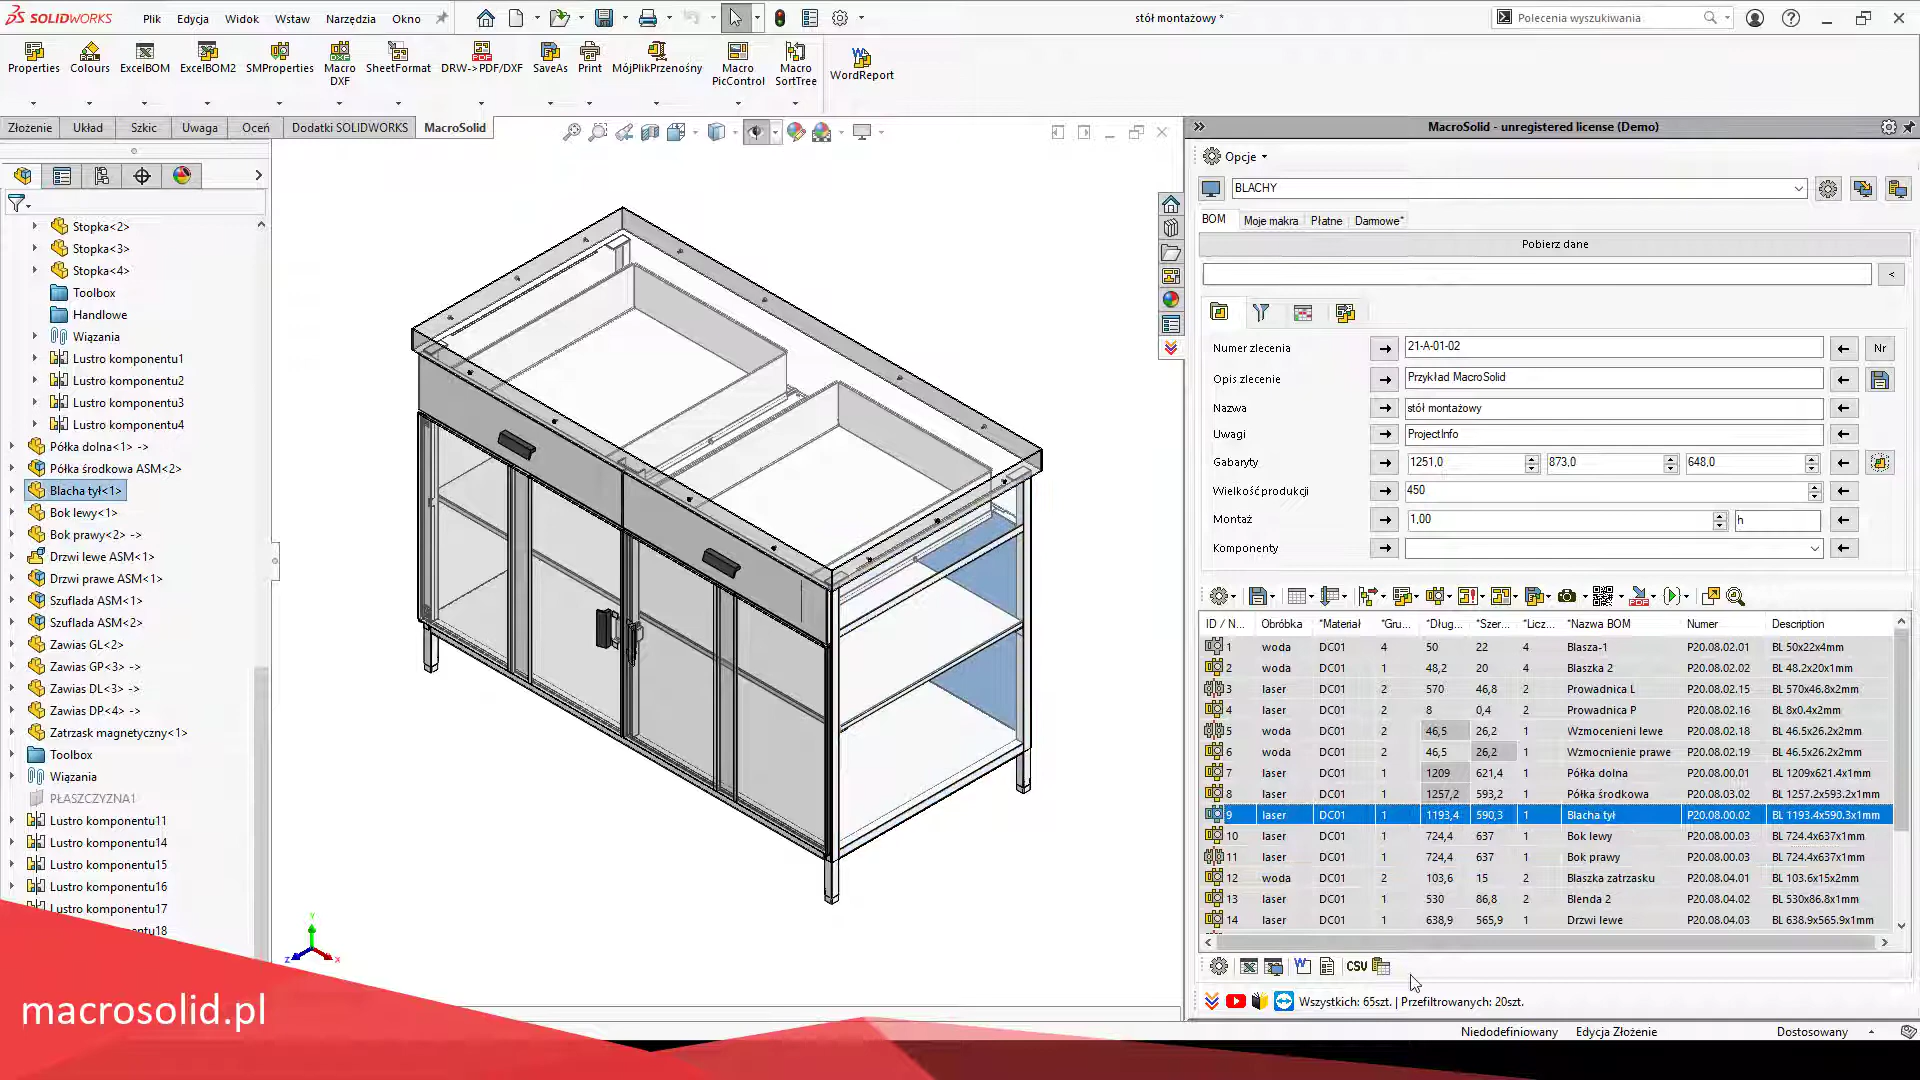 SOLIDWORKS
Plik Edycja Widok Wstaw Narzędzia Okno
stół montażowy *
Polecenia wyszukiwania
Properties Colours ExcelBOM ExcelBOM2 SMProperties Macro DXF SheetFormat DRW->PDF/DXF SaveAs Print MójPlikPrzenośny Macro PicControl Macro SortTree WordReport
Złożenie Układ Szkic Uwaga Oceń Dodatki SOLIDWORKS MacroSolid
Stopka<2>
Stopka<3>
Stopka<4>
Toolbox
Handlowe
Wiązania
Lustro komponentu1
Lustro komponentu2
Lustro komponentu3
Lustro komponentu4
Półka dolna<1> ->
Półka środkowa ASM<2>
Blacha tył<1>
Bok lewy<1>
Bok prawy<2> ->
Drzwi lewe ASM<1>
Drzwi prawe ASM<1>
Szuflada ASM<1>
Szuflada ASM<2>
Zawias GL<2>
Zawias GP<3> ->
Zawias DL<3> ->
Zawias DP<4> ->
Zatrzask magnetyczny<1>
Toolbox
Wiązania
PŁASZCZYZNA1
Lustro komponentu11
Lustro komponentu14
Lustro komponentu15
Lustro komponentu16
Lustro komponentu17
entu18
macrosolid.pl
Y
Z X
MacroSolid - unregistered license (Demo)
Opcje
BLACHY
BOM Moje makra Płatne Darmowe*
Pobierz dane
<
Numer zlecenia 21-A-01-02 Nr
Opis zlecenie Przykład MacroSolid
Nazwa stół montażowy
Uwagi ProjectInfo
Gabaryty 1251,0 873,0 648,0
Wielkość produkcji 450
Montaż 1,00 h
Komponenty
ID / N... Obróbka *Materiał *Gru... *Dług... *Szer... *Licz... *Nazwa BOM Numer Description
1 woda DC01 4 50 22 4 Blasza-1 P20.08.02.01 BL 50x22x4mm
2 woda DC01 1 48,2 20 4 Blaszka 2 P20.08.02.02 BL 48.2x20x1mm
3 laser DC01 2 570 46,8 2 Prowadnica L P20.08.02.15 BL 570x46.8x2mm
4 laser DC01 2 8 0,4 2 Prowadnica P P20.08.02.16 BL 8x0.4x2mm
5 woda DC01 2 46,5 26,2 1 Wzmocenieni lewe P20.08.02.18 BL 46.5x26.2x2mm
6 woda DC01 2 46,5 26,2 1 Wzmocnienie prawe P20.08.02.19 BL 46.5x26.2x2mm
7 laser DC01 1 1209 621,4 1 Półka dolna P20.08.00.01 BL 1209x621.4x1mm
8 laser DC01 1 1257,2 593,2 1 Półka środkowa P20.08.03.02 BL 1257.2x593.2x1mm
9 laser DC01 1 1193,4 590,3 1 Blacha tył P20.08.00.02 BL 1193.4x590.3x1mm
10 laser DC01 1 724,4 637 1 Bok lewy P20.08.00.03 BL 724.4x637x1mm
11 laser DC01 1 724,4 637 1 Bok prawy P20.08.00.03 BL 724.4x637x1mm
12 woda DC01 2 103,6 15 2 Blaszka zatrzasku P20.08.04.01 BL 103.6x15x2mm
13 laser DC01 1 530 86,8 2 Blenda 2 P20.08.04.02 BL 530x86.8x1mm
14 laser DC01 1 638,9 565,9 1 Drzwi lewe P20.08.04.03 BL 638.9x565.9x1mm
CSV
Wszystkich: 65szt. | Przefiltrowanych: 20szt.
Niedodefiniowany Edycja Złożenie Dostosowany